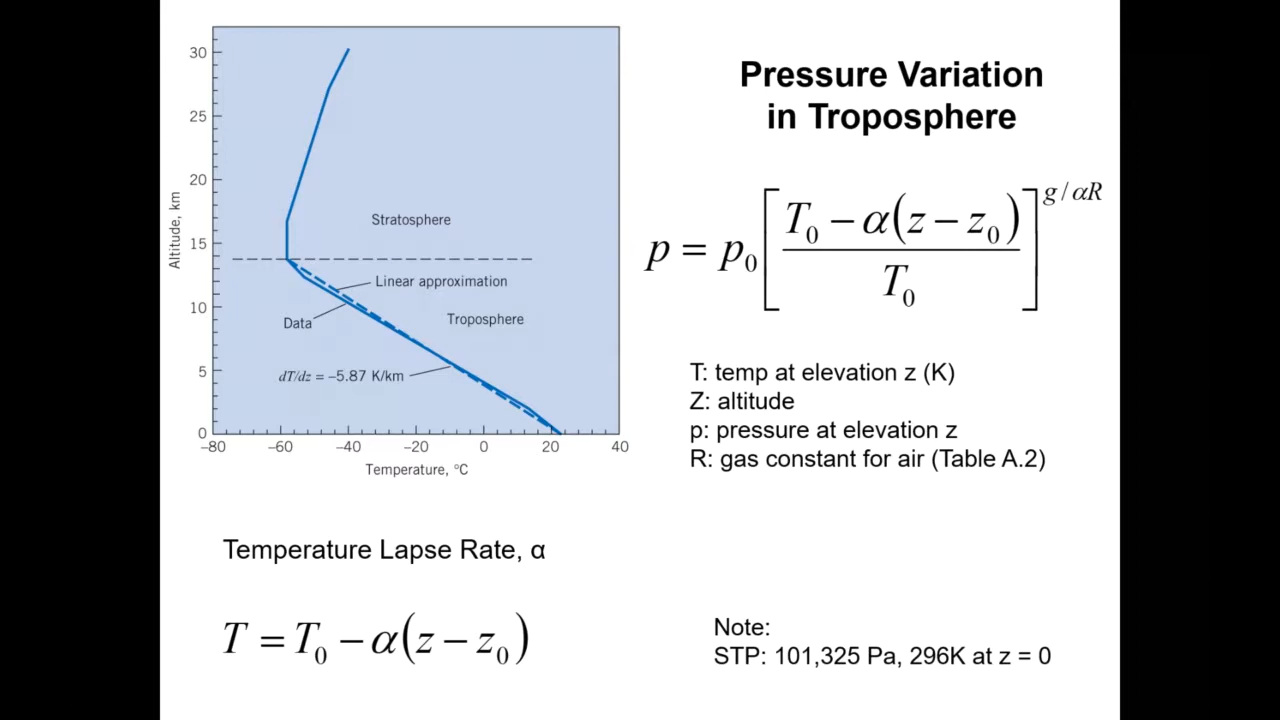 30
25
20
15
10
5
0
Altitude, km
Stratosphere
Linear approximation
Data
Troposphere
dT/dz = −5.87 K/km
−80 −60 −40 −20 0 20 40
Temperature, °C
Pressure Variation
in Troposphere
p = p₀[(T₀ − α(z − z₀))/T₀]^(g/αR)
T: temp at elevation z (K)
Z: altitude
p: pressure at elevation z
R: gas constant for air (Table A.2)
Temperature Lapse Rate, α
T = T₀ − α(z − z₀)
Note:
STP: 101,325 Pa, 296K at z = 0